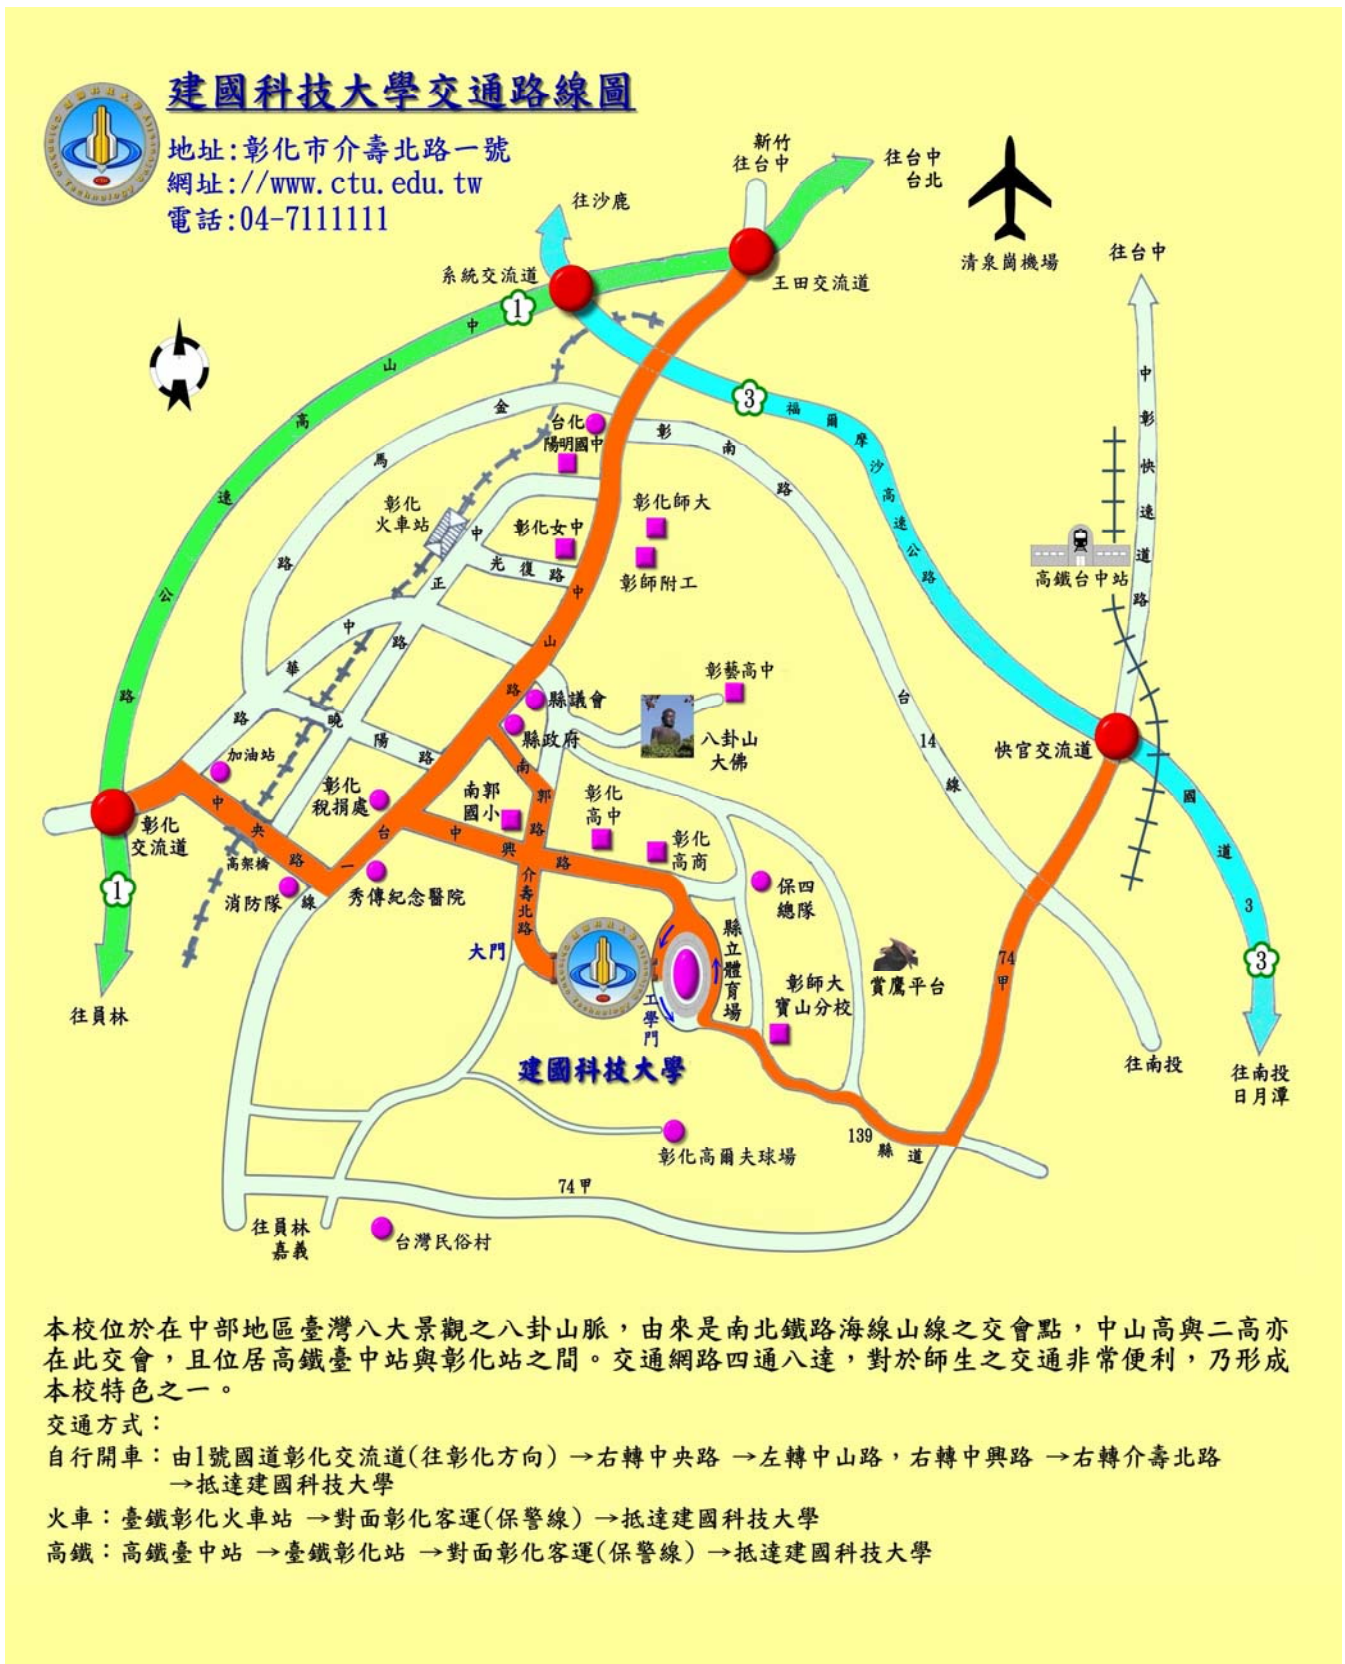 建國科技大學交通路線圖
地址:彰化市介壽北路一號
網址://www.ctu.edu.tw
電話:04-7111111
新竹
往台中
往台中
台北
往沙鹿
清泉崗機場
往台中
系統交流道
王田交流道
1
中山高速公路
3
福爾摩沙高速公路
中彰快速道路
金馬路
台化
陽明國中
彰南路
彰化
火車站
中正路
彰化女中
彰化師大
光復路
彰師附工
高鐵台中站
中山路
中華路
彰藝高中
縣議會
縣政府
八卦山
大佛
曉陽路
台14線
快官交流道
加油站
南郭路
彰化
稅捐處
南郭
國小
彰化
高中
彰化
高商
彰化
交流道
中央路
高架橋
台一線
中興路
國道3
1
消防隊
秀傳紀念醫院
介壽北路
保四
總隊
縣立體育場
大門
工學門
彰師大
寶山分校
賞鷹平台
74甲
3
往員林
建國科技大學
往南投
往南投
日月潭
139縣道
彰化高爾夫球場
74甲
往員林
嘉義
台灣民俗村
本校位於在中部地區臺灣八大景觀之八卦山脈，由來是南北鐵路海線山線之交會點，中山高與二高亦
在此交會，且位居高鐵臺中站與彰化站之間。交通網路四通八達，對於師生之交通非常便利，乃形成
本校特色之一。
交通方式：
自行開車：由1號國道彰化交流道(往彰化方向) →右轉中央路 →左轉中山路，右轉中興路 →右轉介壽北路
→抵達建國科技大學
火車：臺鐵彰化火車站 →對面彰化客運(保警線) →抵達建國科技大學
高鐵：高鐵臺中站 →臺鐵彰化站 →對面彰化客運(保警線) →抵達建國科技大學